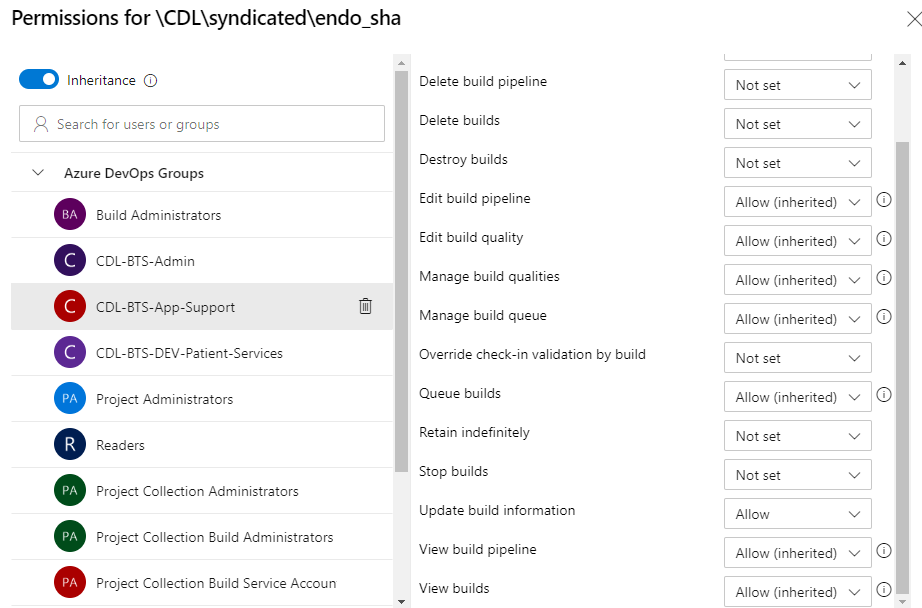 Permissions for \CDL\syndicated\endo_sha
Inheritance
Search for users or groups
Azure DevOps Groups
BA Build Administrators
C CDL-BTS-Admin
C CDL-BTS-App-Support
C CDL-BTS-DEV-Patient-Services
PA Project Administrators
R Readers
PA Project Collection Administrators
PA Project Collection Build Administrators
PA Project Collection Build Service Accoun
Delete build pipeline Not set
Delete builds Not set
Destroy builds Not set
Edit build pipeline Allow (inherited)
Edit build quality Allow (inherited)
Manage build qualities Allow (inherited)
Manage build queue Allow (inherited)
Override check-in validation by build Not set
Queue builds Allow (inherited)
Retain indefinitely Not set
Stop builds Not set
Update build information Allow
View build pipeline Allow (inherited)
View builds Allow (inherited)